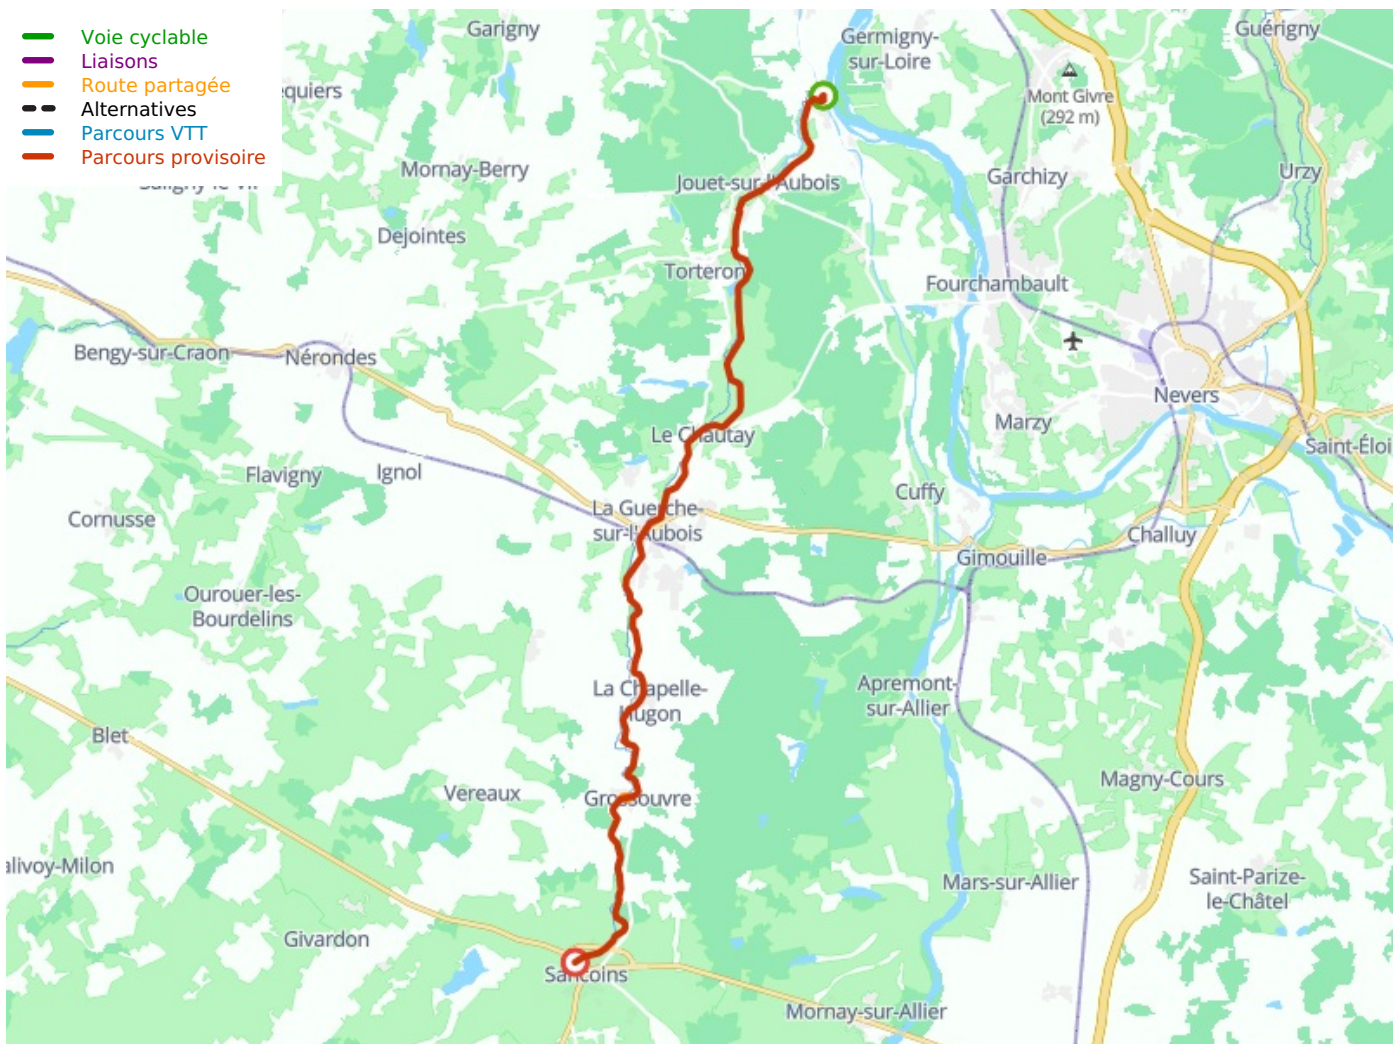 Voie cyclable
Liaisons
Route partagée
Alternatives
Parcours VTT
Parcours provisoire
Garigny
Germigny-
sur-Loire
Guérigny
equiers
Mont Givre
(292 m)
Mornay-Berry
Jouet-sur-l'Aubois
Garchizy
Urzy
Dejointes
Torteron
Fourchambault
Bengy-sur-Craon
Nérondes
Nevers
Marzy
Le Chautay
Saint-Éloi
Flavigny
Ignol
Cuffy
Cornusse
La Guerche-
sur-l'Aubois
Challuy
Gimouille
Ourouer-les-
Bourdelins
La Chapelle-
Hugon
Apremont-
sur-Allier
Blet
Magny-Cours
Vereaux
Grossouvre
alivoy-Milon
Mars-sur-Allier
Saint-Parize-
le-Châtel
Givardon
Sancoins
Mornay-sur-Allier